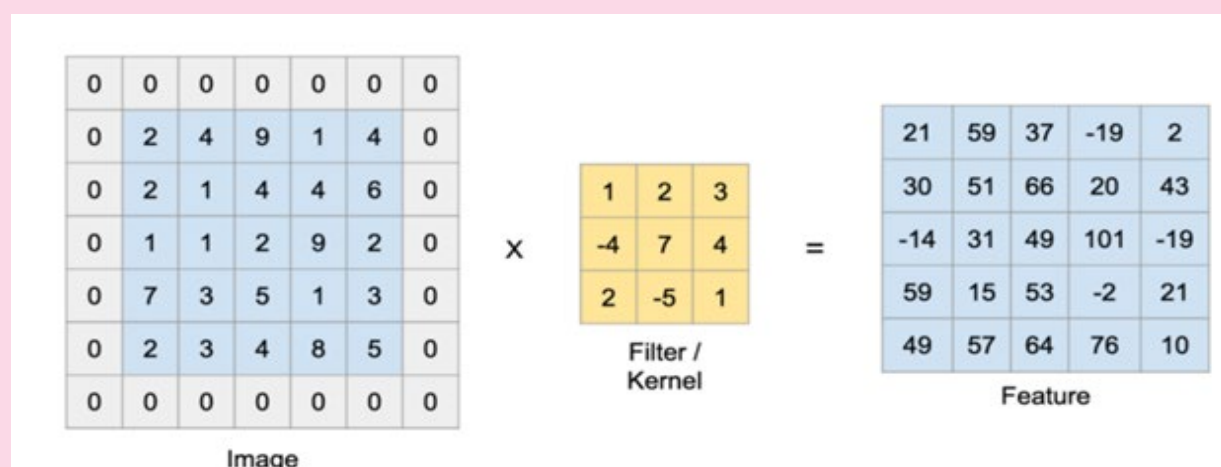 0 0 0 0 0 0 0
0 2 4 9 1 4 0
0 2 1 4 4 6 0
0 1 1 2 9 2 0
0 7 3 5 1 3 0
0 2 3 4 8 5 0
0 0 0 0 0 0 0
Image
x
1 2 3
-4 7 4
2 -5 1
Filter /
Kernel
=
21 59 37 -19 2
30 51 66 20 43
-14 31 49 101 -19
59 15 53 -2 21
49 57 64 76 10
Feature